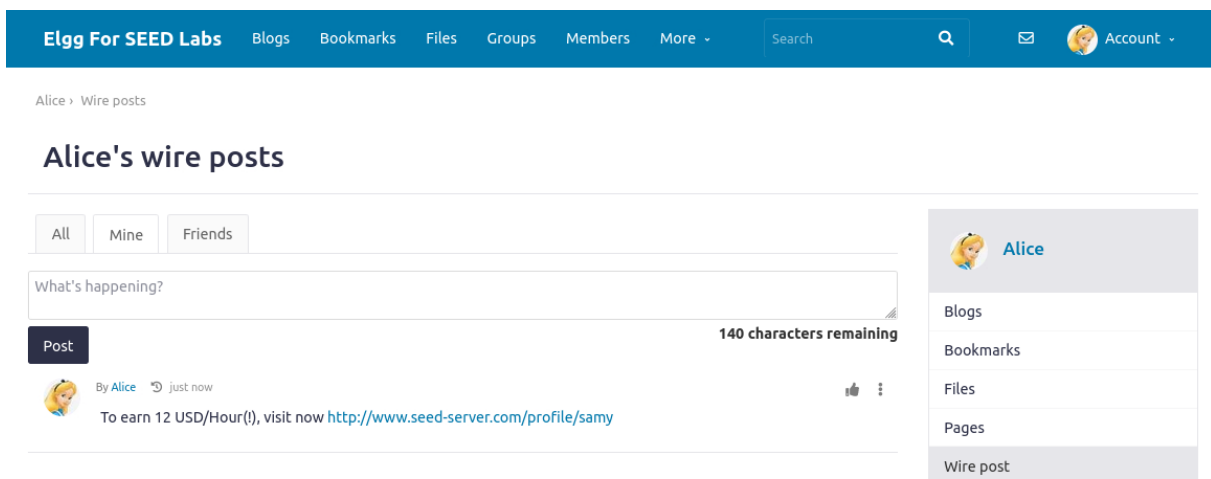 Elgg For SEED Labs Blogs Bookmarks Files Groups Members More Search Account
Alice › Wire posts
Alice's wire posts
All Mine Friends
Alice
What's happening?
Blogs
140 characters remaining
Post
Bookmarks
By Alice just now
Files
To earn 12 USD/Hour(!), visit now http://www.seed-server.com/profile/samy
Pages
Wire post